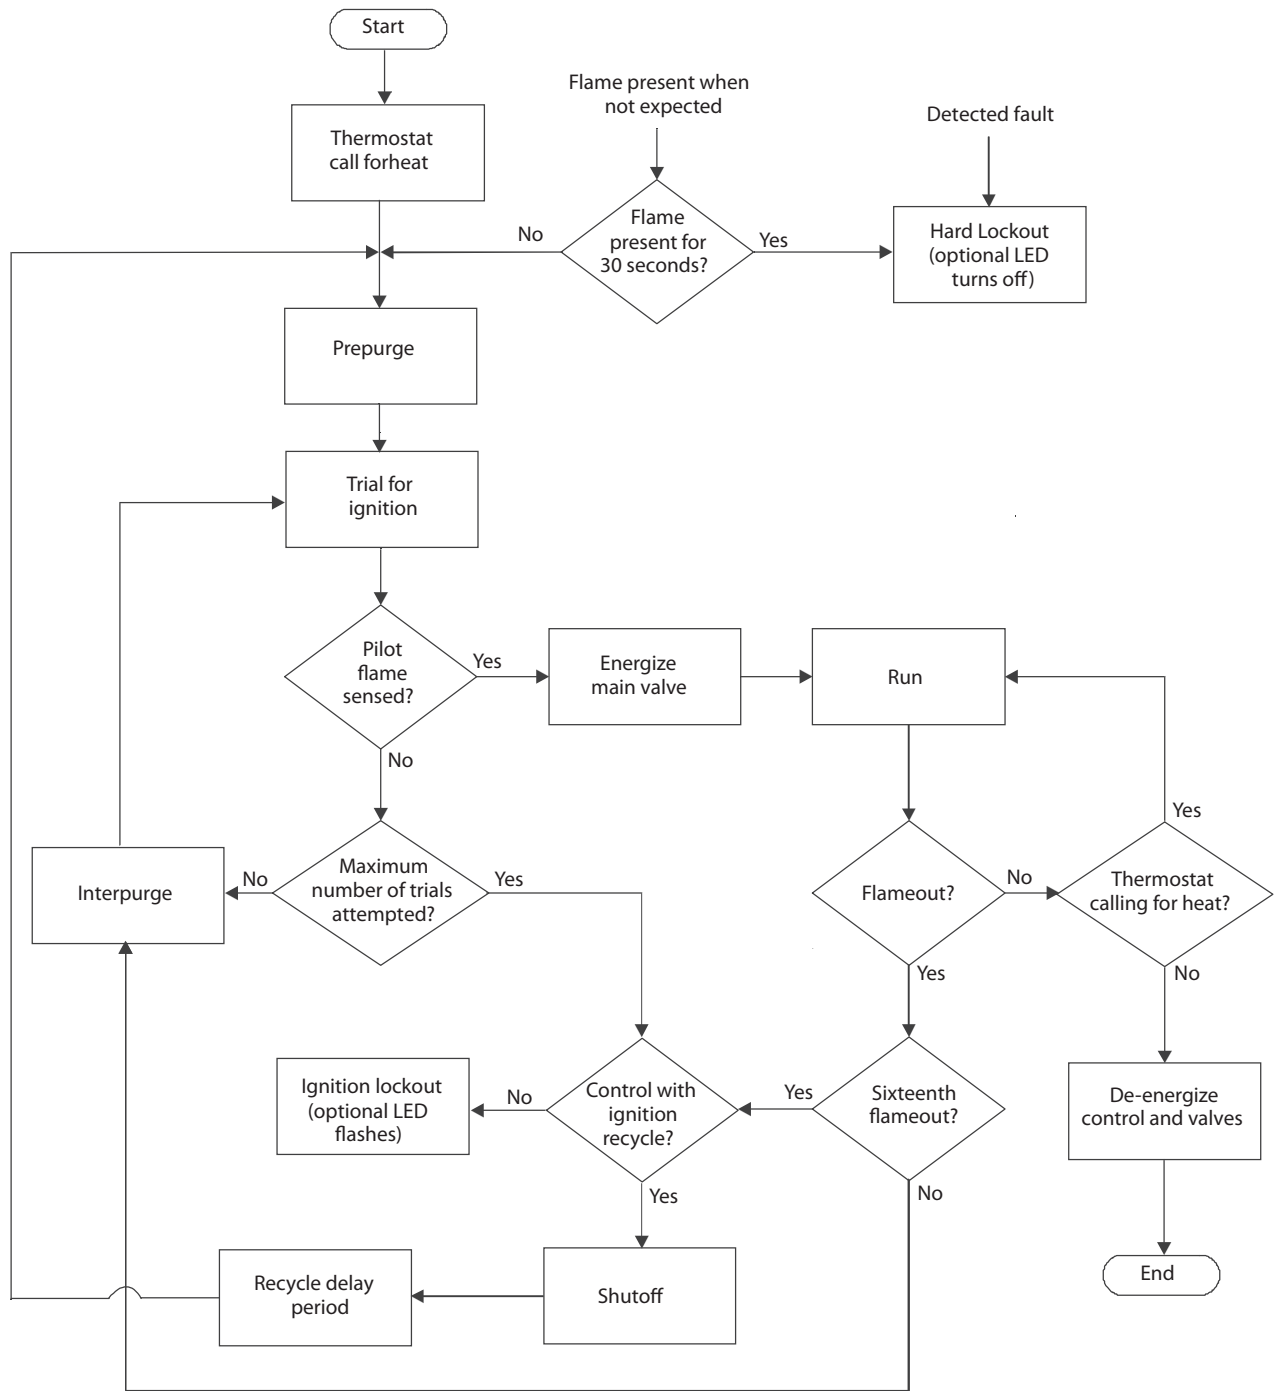 Start
Flame present when
not expected
Detected fault
Thermostat
call forheat
Flame
present for
30 seconds?
No
Yes
Hard Lockout
(optional LED
turns off)
Prepurge
Trial for
ignition
Pilot
flame
sensed?
Yes
No
Energize
main valve
Run
Yes
Interpurge
No
Maximum
number of trials
attempted?
Yes
Flameout?
No
Yes
Thermostat
calling for heat?
No
Ignition lockout
(optional LED
flashes)
No
Control with
ignition
recycle?
Yes
Yes
Sixteenth
flameout?
No
De-energize
control and valves
Recycle delay
period
Shutoff
End